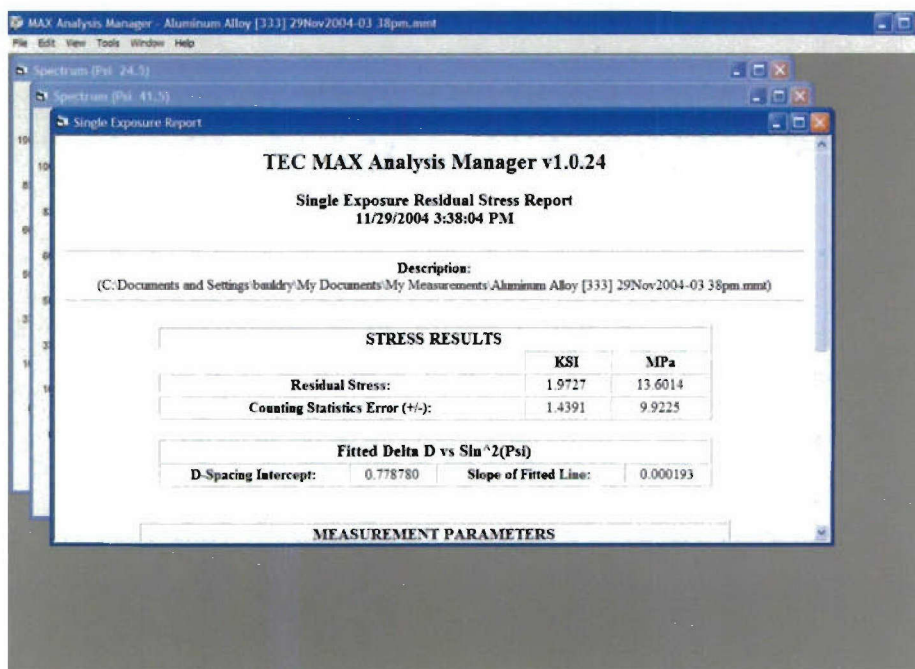 MAX Analysis Manager - Aluminum Alloy [333] 29Nov2004-03 38pm.mmt
File Edit View Tools Window Help
Spectrum (Psi 24.5)
Spectrum (Psi 41.5)
Single Exposure Report
TEC MAX Analysis Manager v1.0.24
Single Exposure Residual Stress Report
11/29/2004 3:38:04 PM
Description:
(C:\Documents and Settings\bauldry\My Documents\My Measurements\Aluminum Alloy [333] 29Nov2004-03 38pm.mmt)
STRESS RESULTS
KSI MPa
Residual Stress: 1.9727 13.6014
Counting Statistics Error (+/-): 1.4391 9.9225
Fitted Delta D vs Sin^2(Psi)
D-Spacing Intercept: 0.778780 Slope of Fitted Line: 0.000193
MEASUREMENT PARAMETERS